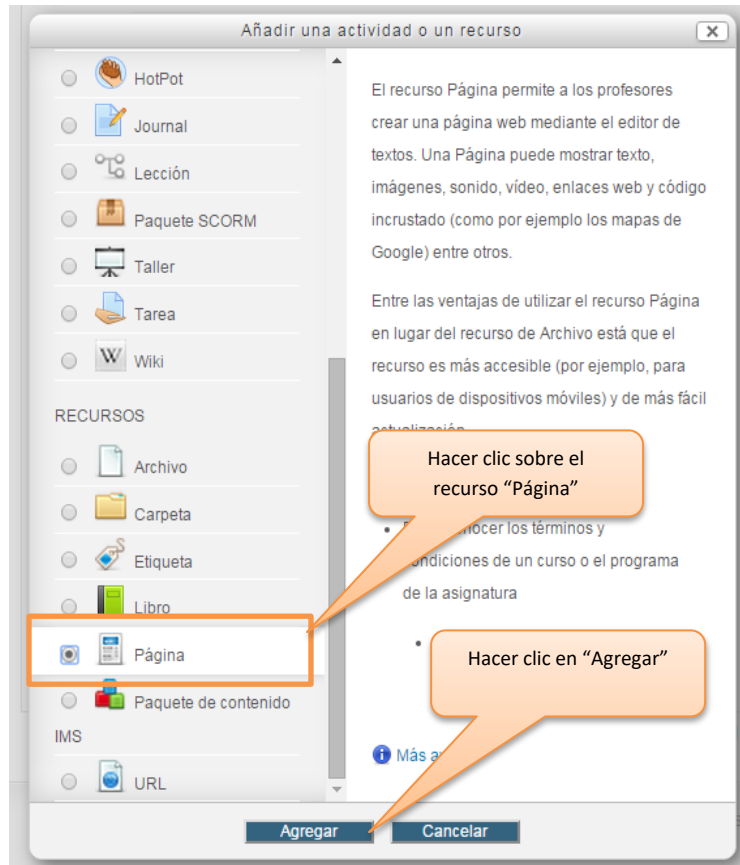 Añadir una actividad o un recurso
HotPot
Journal
Lección
Paquete SCORM
Taller
Tarea
Wiki
RECURSOS
Archivo
Carpeta
Etiqueta
Libro
Página
Paquete de contenido
IMS
URL
El recurso Página permite a los profesores
crear una página web mediante el editor de
textos. Una Página puede mostrar texto,
imágenes, sonido, vídeo, enlaces web y código
incrustado (como por ejemplo los mapas de
Google) entre otros.
Entre las ventajas de utilizar el recurso Página
en lugar del recurso de Archivo está que el
recurso es más accesible (por ejemplo, para
usuarios de dispositivos móviles) y de más fácil
actualización
Hacer clic sobre el
recurso “Página”
los términos y
condiciones de un curso o el programa
de la asignatura
Hacer clic en “Agregar”
Más
Agregar
Cancelar